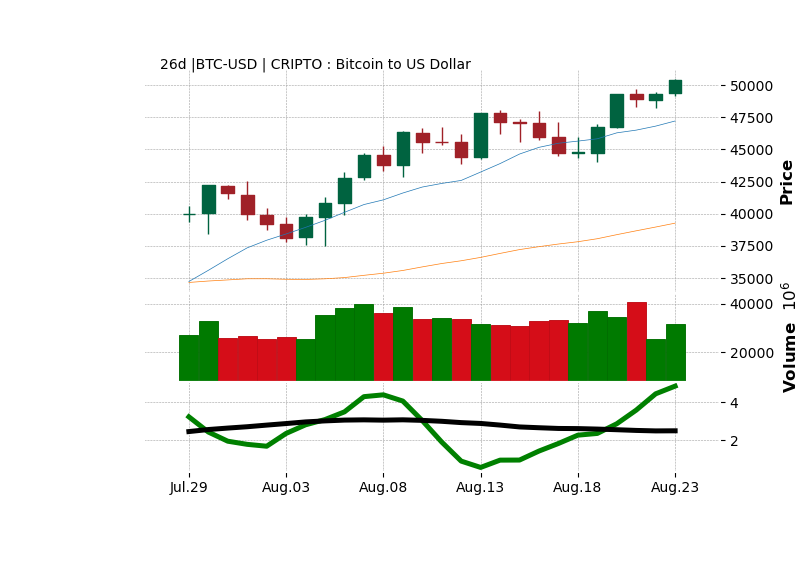 26d |BTC-USD | CRIPTO : Bitcoin to US Dollar
50000
47500
45000
42500
40000
37500
35000
Price
40000
20000
Volume 10^6
4
2
Jul.29 Aug.03 Aug.08 Aug.13 Aug.18 Aug.23